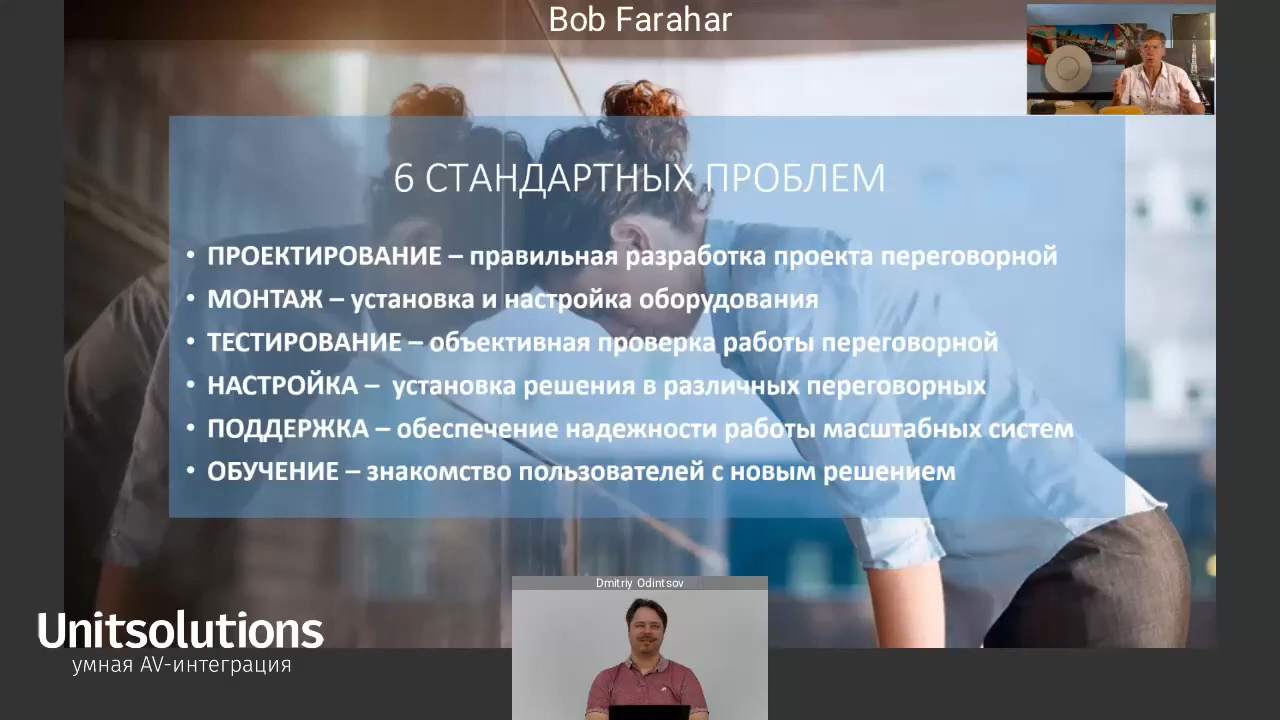 Bob Farahar
6 СТАНДАРТНЫХ ПРОБЛЕМ
• ПРОЕКТИРОВАНИЕ – правильная разработка проекта переговорной
• МОНТАЖ – установка и настройка оборудования
• ТЕСТИРОВАНИЕ – объективная проверка работы переговорной
• НАСТРОЙКА – установка решения в различных переговорных
• ПОДДЕРЖКА – обеспечение надежности работы масштабных систем
• ОБУЧЕНИЕ – знакомство пользователей с новым решением
Dmitriy Odintsov
Unitsolutions
умная AV-интеграция